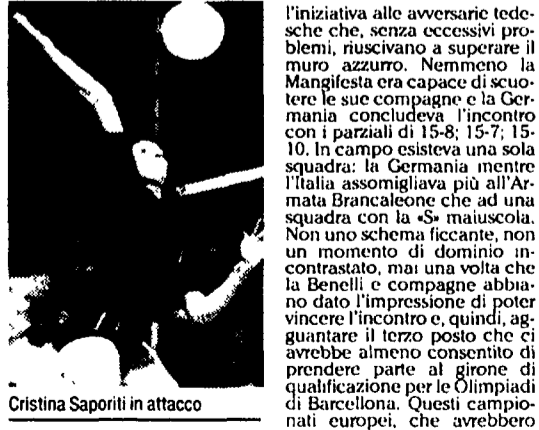 l'iniziativa alle avversarie tede-
sche che, senza eccessivi pro-
blemi, riuscivano a superare il
muro azzurro. Nemmeno la
Mangifesta era capace di scuo-
tere le sue compagne e la Ger-
mania concludeva l'incontro
con i parziali di 15-8; 15-7; 15-
10. In campo esisteva una sola
squadra: la Germania mentre
l'Italia assomigliava più all'Ar-
mata Brancaleone che ad una
squadra con la «S» maiuscola.
Non uno schema ficcante, non
un momento di dominio in-
contrastato, mai una volta che
la Benelli e compagne abbia-
no dato l'impressione di poter
vincere l'incontro e, quindi, ag-
guantare il terzo posto che ci
avrebbe almeno consentito di
prendere parte al girone di
qualificazione per le Olimpiadi
di Barcellona. Questi campio-
nati europei, che avrebbero
Cristina Saporiti in attacco